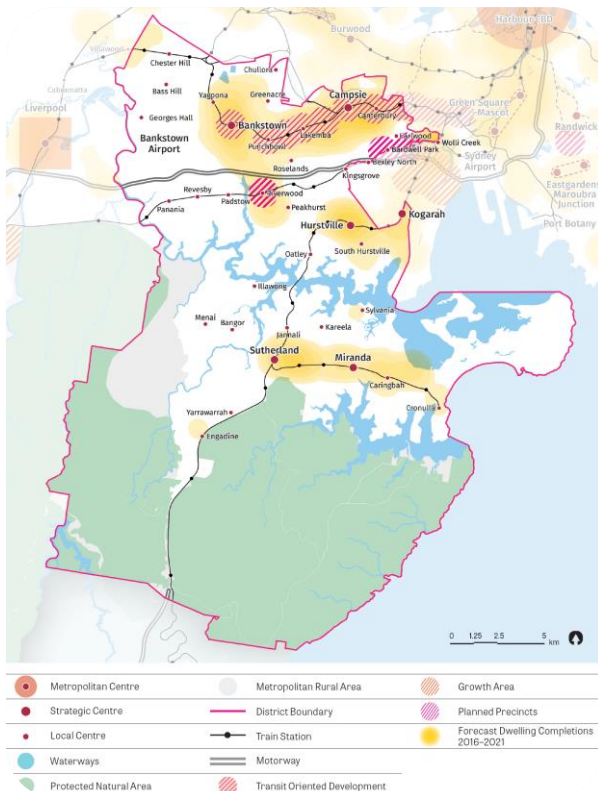 Harbour CBD
Burwood
Villawood
Chester Hill
Chullora
Cabramatta
Bass Hill
Yagoona
Greenacre
Campsie
Green Square-
Mascot
Liverpool
Georges Hall
Canterbury
Bankstown
Lakemba
Earlwood
Wolli Creek
Randwick
Punchbowl
Bardwell Park
Bankstown
Airport
Roselands
Bexley North
Sydney
Airport
Kingsgrove
Eastgardens
Maroubra
Junction
Revesby
Riverwood
Panania
Padstow
Peakhurst
Kogarah
Port Botany
Hurstville
South Hurstville
Oatley
Illawong
Sylvania
Menai
Bangor
Kareela
Jannali
Sutherland
Miranda
Caringbah
Cronulla
Yarrawarrah
Engadine
0 1.25 2.5 5
km
Metropolitan Centre
Metropolitan Rural Area
Growth Area
Strategic Centre
District Boundary
Planned Precincts
Local Centre
Train Station
Forecast Dwelling Completions
2016–2021
Waterways
Motorway
Protected Natural Area
Transit Oriented Development